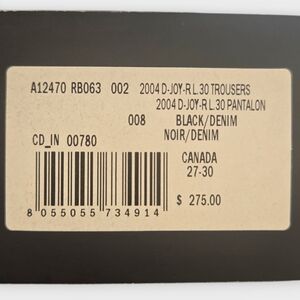 A12470 RB063 002 2004 D-JOY-R L.30 TROUSERS
2004 D-JOY-R L.30 PANTALON
008 BLACK/DENIM
NOIR/DENIM
CD_IN 00780
CANADA
27-30
$ 275.00
8 055055 734914